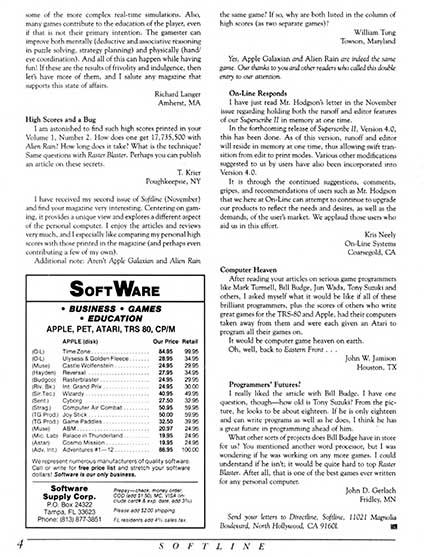 some of the more complex real-time simulations. Also,
many games contribute to the education of the player, even
if that is not their primary intention. The gamester can
improve both mentally (deductive and associative reasoning
in puzzle solving, strategy planning) and physically (hand/
eye coordination). And all of this can happen while having
fun! If these are the results of frivolity and indulgence, then
let's have more of them, and I salute any magazine that
supports this state of affairs.
Richard Langer
Amherst, MA
High Scores and a Bug
I am astonished to find such high scores printed in your
Volume 1, Number 2. How does one get 17,735,500 with
Alien Rain? How long does it take? What is the technique?
Same questions with Raster Blaster. Perhaps you can publish
an article on these secrets.
T. Krier
Poughkeepsie, NY
I have received my second issue of Softline (November)
and find your magazine very interesting. Centering on gam-
ing, it provides a unique view and explores a different aspect
of the personal computer. I enjoy the articles and reviews
very much, and I especially like comparing my personal high
scores with those printed in the magazine (and perhaps even
contributing a few of my own).
Additional note: Aren't Apple Galaxian and Alien Rain
SOFTWARE
• BUSINESS • GAMES
• EDUCATION
APPLE, PET, ATARI, TRS 80, CP/M
APPLE (disk) Our Price Retail
(O-L) Time Zone 84.95 99.95
(O-L) Ulysses & Golden Fleece 28.95 34.95
(Muse) Castle Wolfenstein 24.95 29.95
(Hayden) Reversal 27.95 34.95
(Budgco) Rasterblaster 24.95 29.95
(Riv. Bk.) Int. Grand Prix 24.95 30.00
(Sir.Tec.) Wizardy 40.95 49.95
(Sent.) Cyborg 27.50 32.95
(Strag.) Computer Air Combat 50.95 59.95
(TG Prod.) Joy Stick 50.00 59.95
(TG Prod.) Game Paddles 32.50 39.95
(Muse) ABM 20.97 24.95
(Mic. Lab) Palace in Thunderland 19.95 24.95
(Astar) Cosmo Mission 19.95 24.95
(Adv. Int.) Adventures #1—12 86.95 100.00
We represent numerous manufacturers of quality software.
Call or write for free price list and stretch your software
dollars! Software is our only business.
Software
Supply Corp.
P.O. Box 24322
Tampa, FL 33623
Phone: (813) 877-3851
Prepay—check, money order.
COD (add $1.50), MC, VISA (in-
clude card# & exp. date, add 3%)
Please add $2.00 shipping.
FL residents add 4% sales tax.
the same game? If so, why are both listed in the column of
high scores (as two separate games).
William Tung
Towson, Maryland
Yes, Apple Galaxian and Alien Rain are indeed the same
game. Our thanks to you and other readers who called this double
entry to our attention.
On-Line Responds
I have just read Mr. Hodgson's letter in the November
issue regarding holding both the runoff and editor features
of our Superscribe II in memory at one time.
In the forthcoming release of Superscribe II, Version 4.0,
this has been done. As of this version, runoff and editor
will reside in memory at one time, thus allowing swift tran-
sition from edit to print modes. Various other modifications
suggested to us by users have also been incorporated into
Version 4.0.
It is through the continued suggestions, comments,
gripes, and recommendations of users such as Mr. Hodgson
that we here at On-Line can attempt to continue to upgrade
our products to reflect the needs and desires, as well as the
demands, of the user's market. We applaud those users who
aid us in this effort.
Kris Neely
On-Line Systems
Coarsegold, CA
Computer Heaven
After reading your articles on serious game programmers
like Mark Turmell, Bill Budge, Jun Wada, Tony Suzuki and
others, I asked myself what it would be like if all of these
brilliant programmers, plus the scores of others who write
great games for the TRS-80 and Apple, had their computers
taken away from them and were each given an Atari to
program all their games on.
It would be computer game heaven on earth.
Oh, well, back to Eastern Front . . .
John W. Jamison
Houston, TX
Programmers' Futures?
I really liked the article with Bill Budge. I have one
question, though—how old is Tony Suzuki? From the pic-
ture, he looks to be about eighteen. If he is only eighteen
and can write programs as well as he does, I think he has
great future in programming ahead of him.
What other sorts of projects does Bill Budge have in store
for us? You mentioned another word processor, but I was
wondering if he was working on any more games. I could
understand if he isn't; it would be quite hard to top Raster
Blaster. After all, that is one of the best games ever written
for any personal computer.
John D. Gerlach
Fridley, MN
Send your letters to Gamesline, Softline, 11021 Magnolia
Boulevard, North Hollywood, CA 91601.
4
SOFTLINE